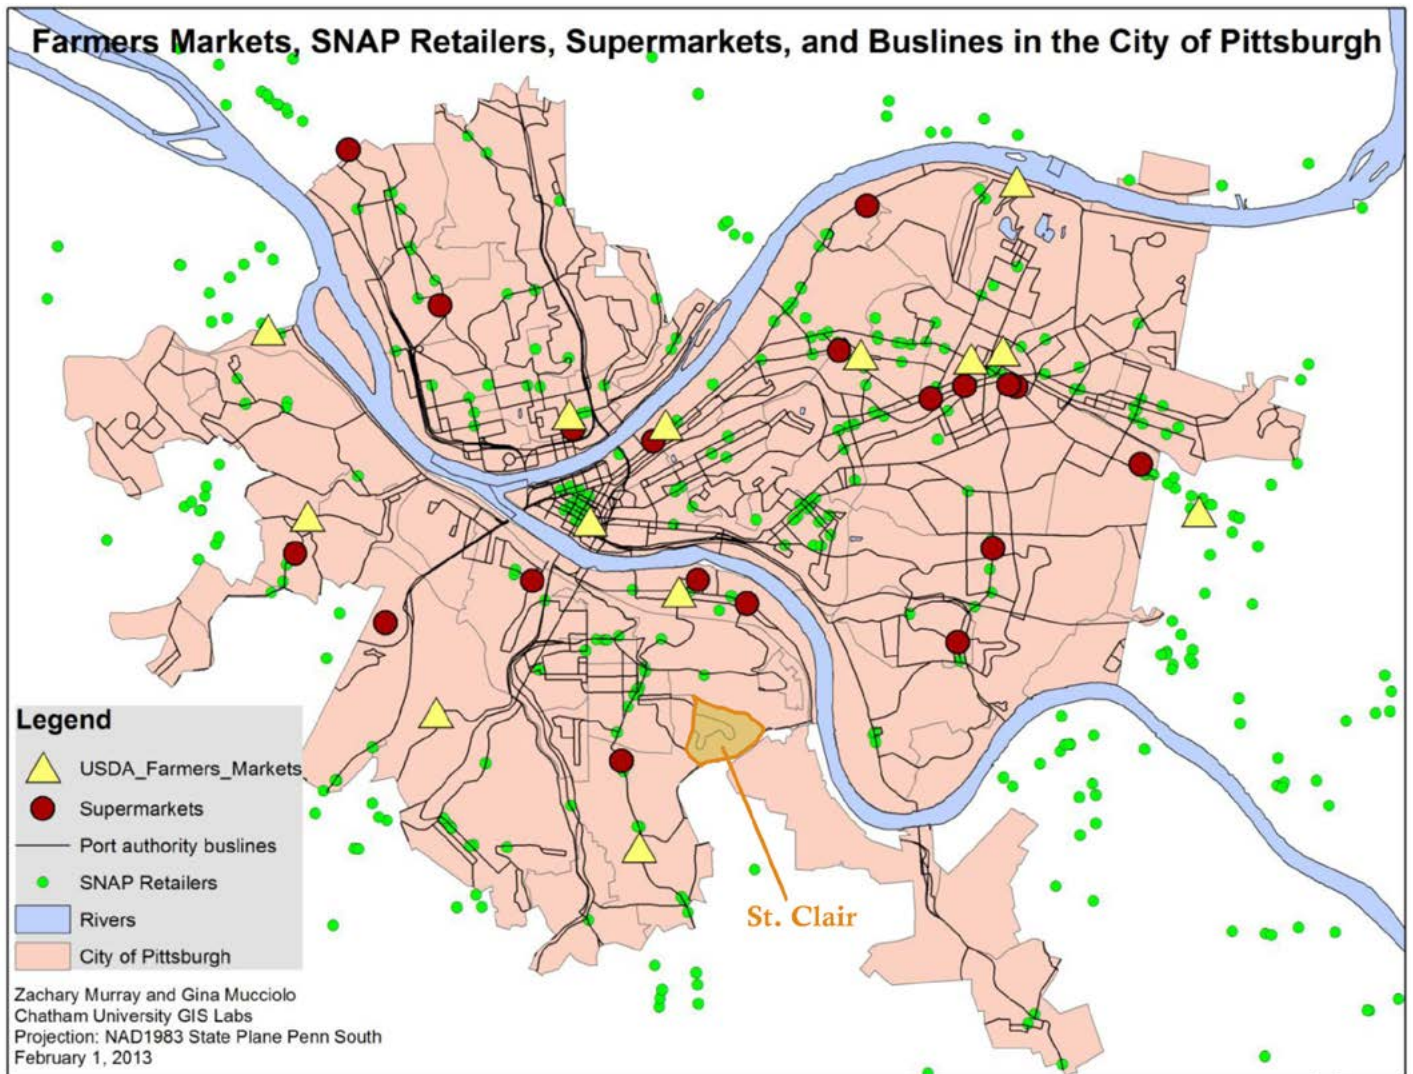 Farmers Markets, SNAP Retailers, Supermarkets, and Buslines in the City of Pittsburgh
St. Clair
Legend
USDA_Farmers_Markets
Supermarkets
Port authority buslines
SNAP Retailers
Rivers
City of Pittsburgh
Zachary Murray and Gina Mucciolo
Chatham University GIS Labs
Projection: NAD1983 State Plane Penn South
February 1, 2013